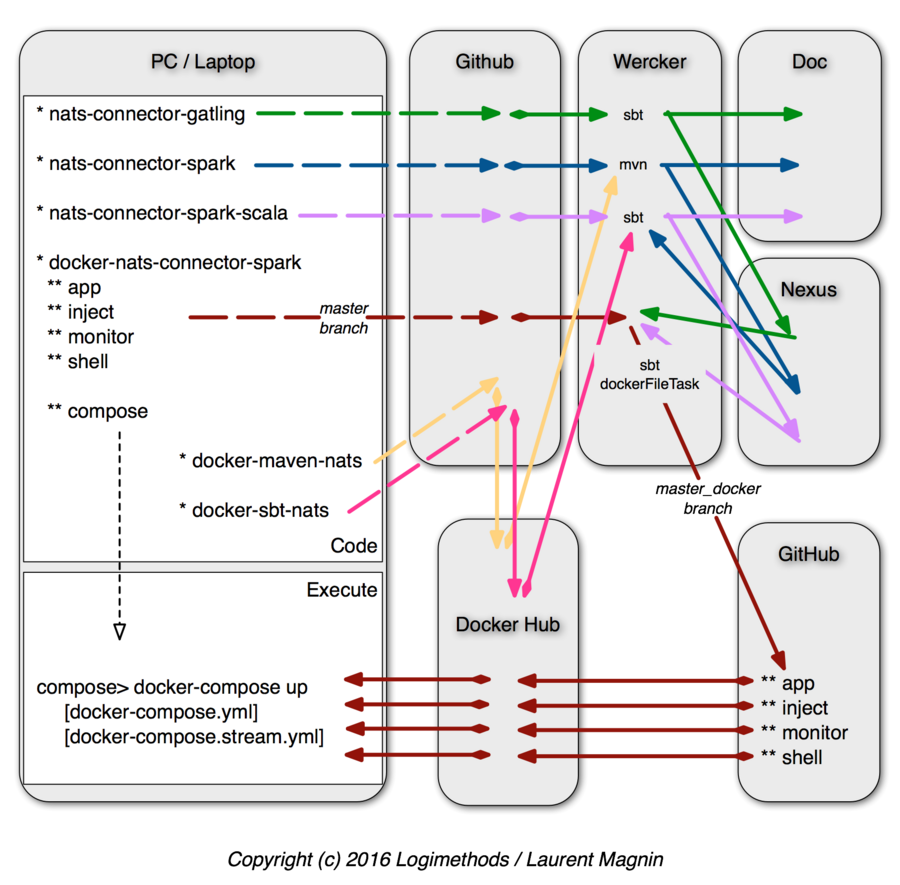 PC / Laptop
Github
Wercker
Doc
* nats-connector-gatling
sbt
* nats-connector-spark
mvn
* nats-connector-spark-scala
sbt
* docker-nats-connector-spark
** app
** inject
** monitor
** shell
** compose
master
branch
Nexus
sbt
dockerFileTask
* docker-maven-nats
* docker-sbt-nats
Code
master_docker
branch
Execute
Docker Hub
GitHub
compose> docker-compose up
[docker-compose.yml]
[docker-compose.stream.yml]
** app
** inject
** monitor
** shell
Copyright (c) 2016 Logimethods / Laurent Magnin